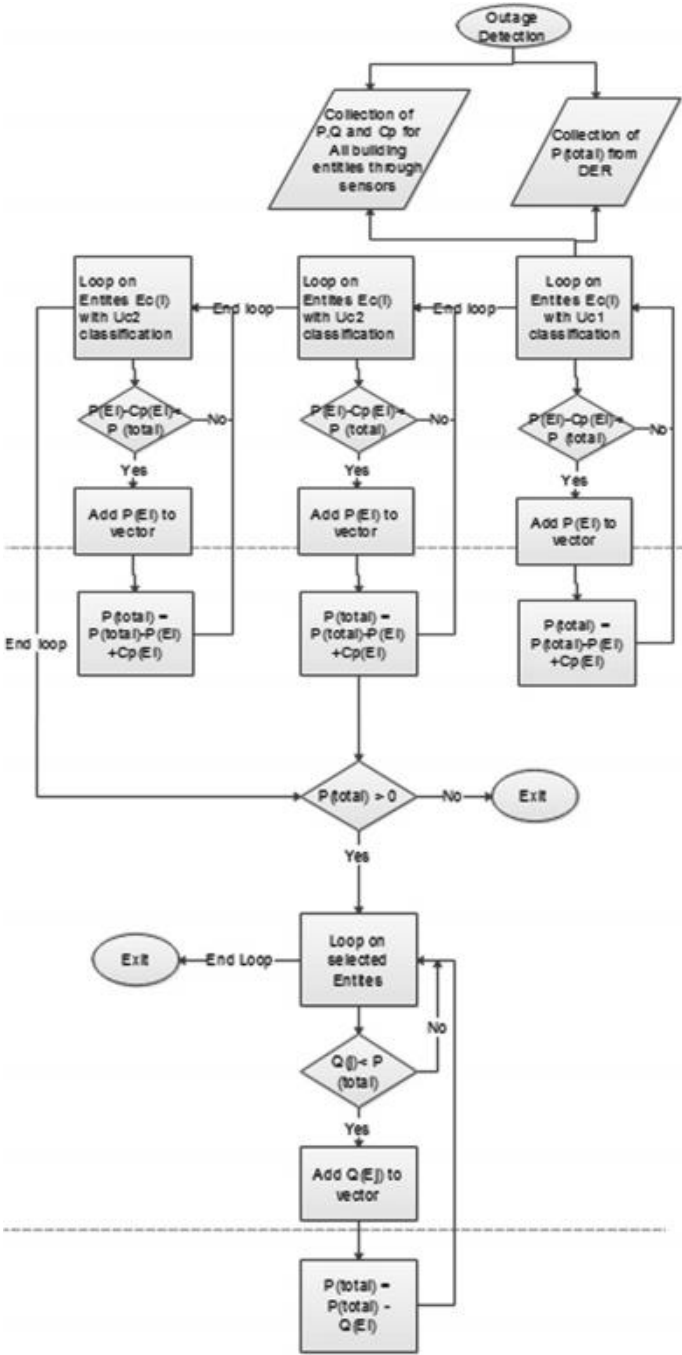 Outage
Detection
Collection of
P,Q and Cp for
All building
entities through
sensors
Collection of
P(total) from
DER
Loop on
Entites Ec(i)
with Uc2
classification
End loop
Loop on
Entites Ec(i)
with Uc2
classification
End loop
Loop on
Entites Ec(i)
with Uc1
classification
P(Ei)-Cp(Ei)<
P (total)
No
P(Ei)-Cp(Ei)<
P (total)
No
P(Ei)-Cp(Ei)<
P (total)
No
Yes
Yes
Yes
Add P(Ei) to
vector
Add P(Ei) to
vector
Add P(Ei) to
vector
P(total) =
P(total)-P(Ei)
+Cp(Ei)
P(total) =
P(total)-P(Ei)
+Cp(Ei)
P(total) =
P(total)-P(Ei)
+Cp(Ei)
End loop
P(total) > 0
No
Exit
Yes
Exit
End Loop
Loop on
selected
Entites
No
Q(j)< P
(total)
Yes
Add Q(Ej) to
vector
P(total) =
P(total) -
Q(Ei)